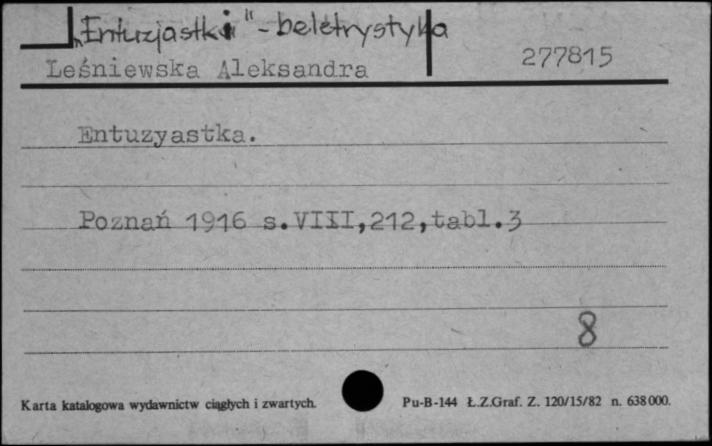 „Entuzjastki" - beletrystyka
Leśniewska Aleksandra 277815
Entuzyastka.
Poznań 1916 s.VIII,212,tabl.3
8
Karta katalogowa wydawnictw ciągłych i zwartych. Pu-B-144 Ł.Z.Graf. Z. 120/15/82 n. 638000.